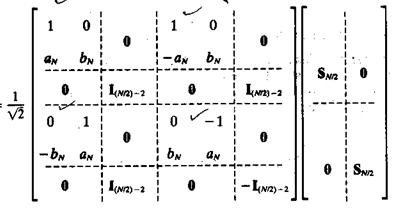 1 0 0 1 0 0
a_N b_N -a_N b_N
0 I_(N/2)-2 0 I_(N/2)-2 S_N/2 0
= 1/√2
0 1 0 0 -1 0
-b_N a_N b_N a_N
0 I_(N/2)-2 0 -I_(N/2)-2 0 S_N/2